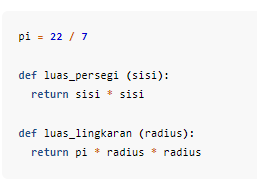 pi = 22 / 7

def luas_persegi (sisi):
  return sisi * sisi

def luas_lingkaran (radius):
  return pi * radius * radius